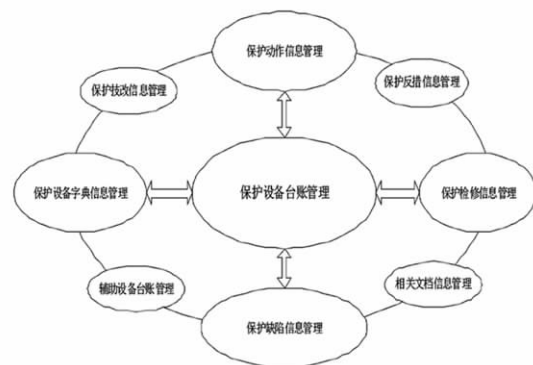 保护动作信息管理
保护技改信息管理
保护反措信息管理
保护设备字典信息管理
保护设备台账管理
保护检修信息管理
辅助设备台账管理
相关文档信息管理
保护缺陷信息管理